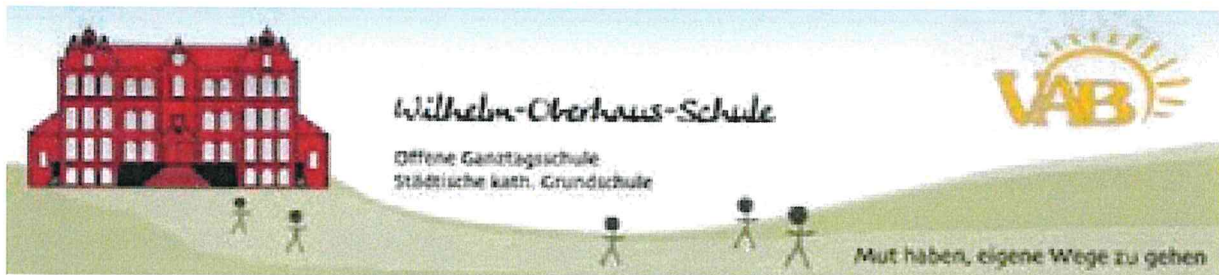 Wilhelm-Oberhaus-Schule
VAB
Offene Ganztagsschule
Städtische kath. Grundschule
Mut haben, eigene Wege zu gehen